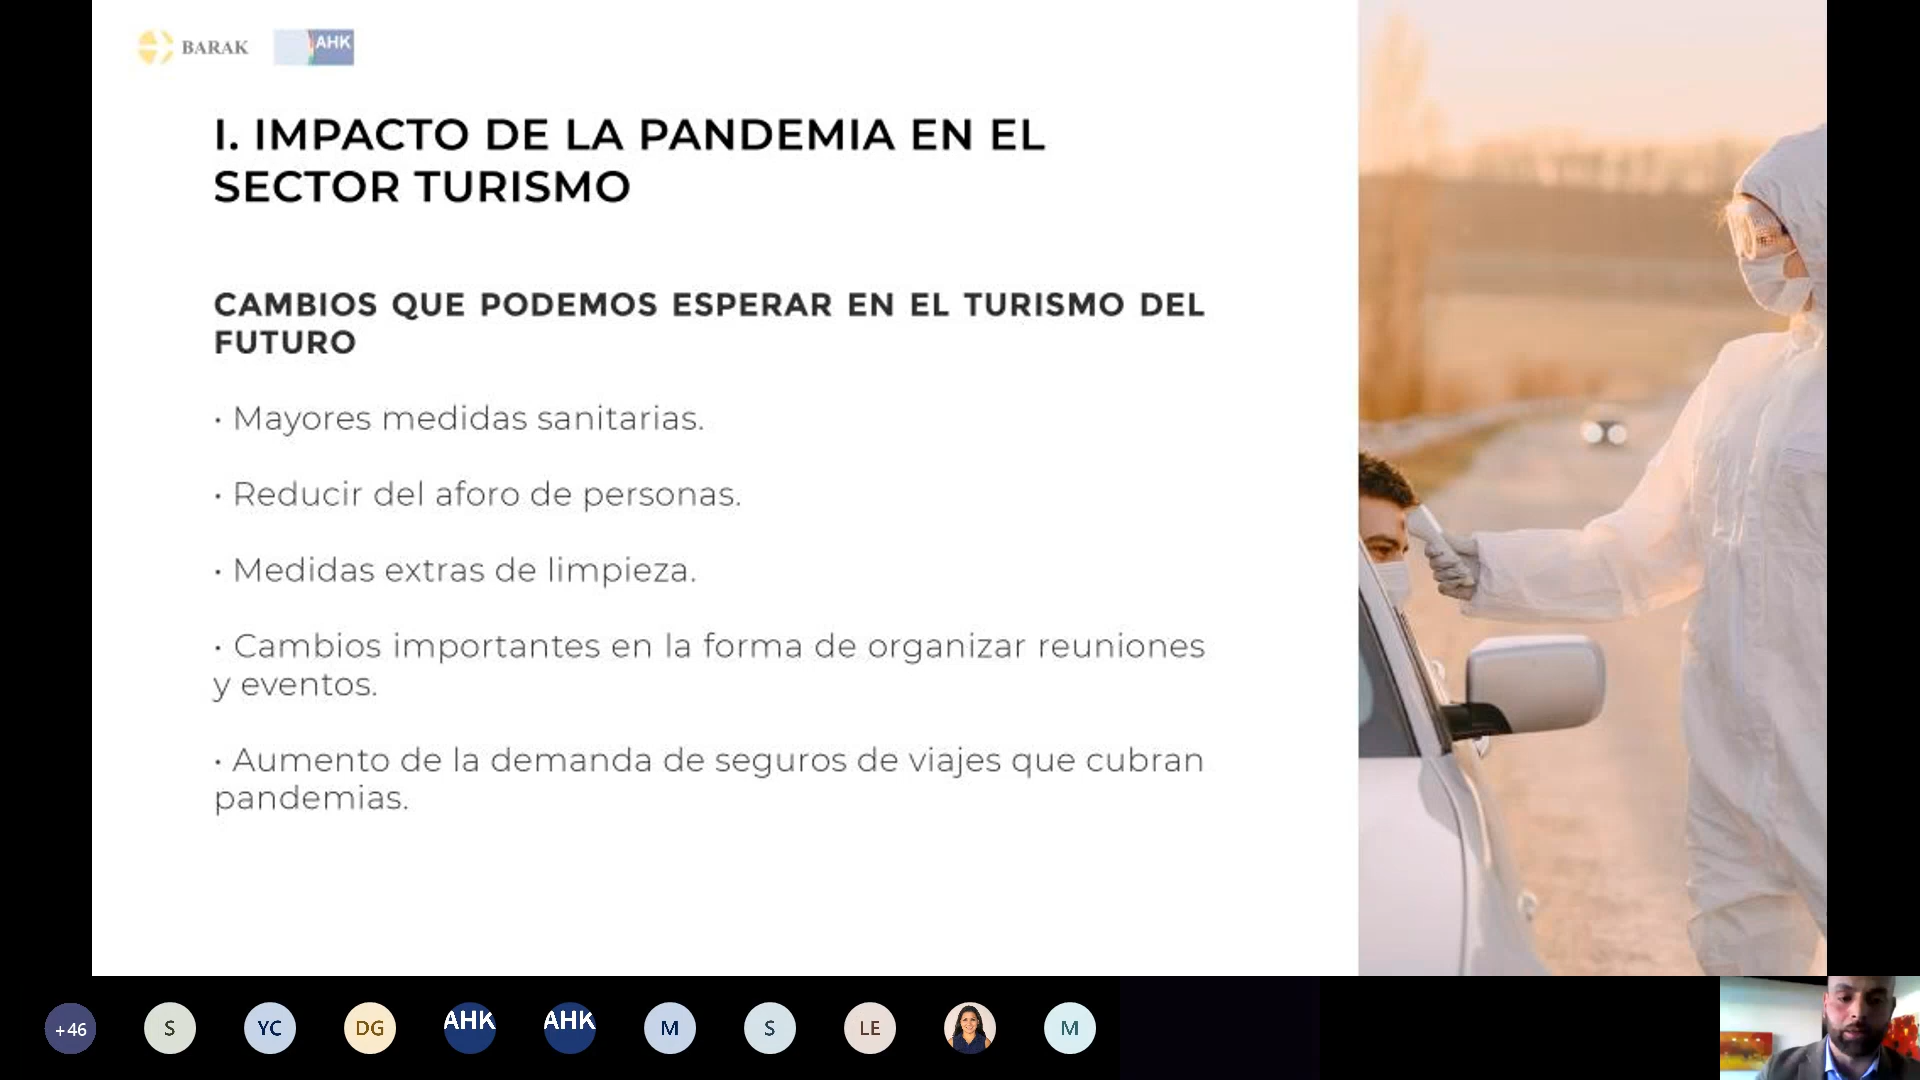 BARAK
AHK
I. IMPACTO DE LA PANDEMIA EN EL
SECTOR TURISMO
CAMBIOS QUE PODEMOS ESPERAR EN EL TURISMO DEL
FUTURO
• Mayores medidas sanitarias.
• Reducir del aforo de personas.
• Medidas extras de limpieza.
• Cambios importantes en la forma de organizar reuniones
y eventos.
• Aumento de la demanda de seguros de viajes que cubran
pandemias.
+46
S
YC
DG
AHK
AHK
M
S
LE
M